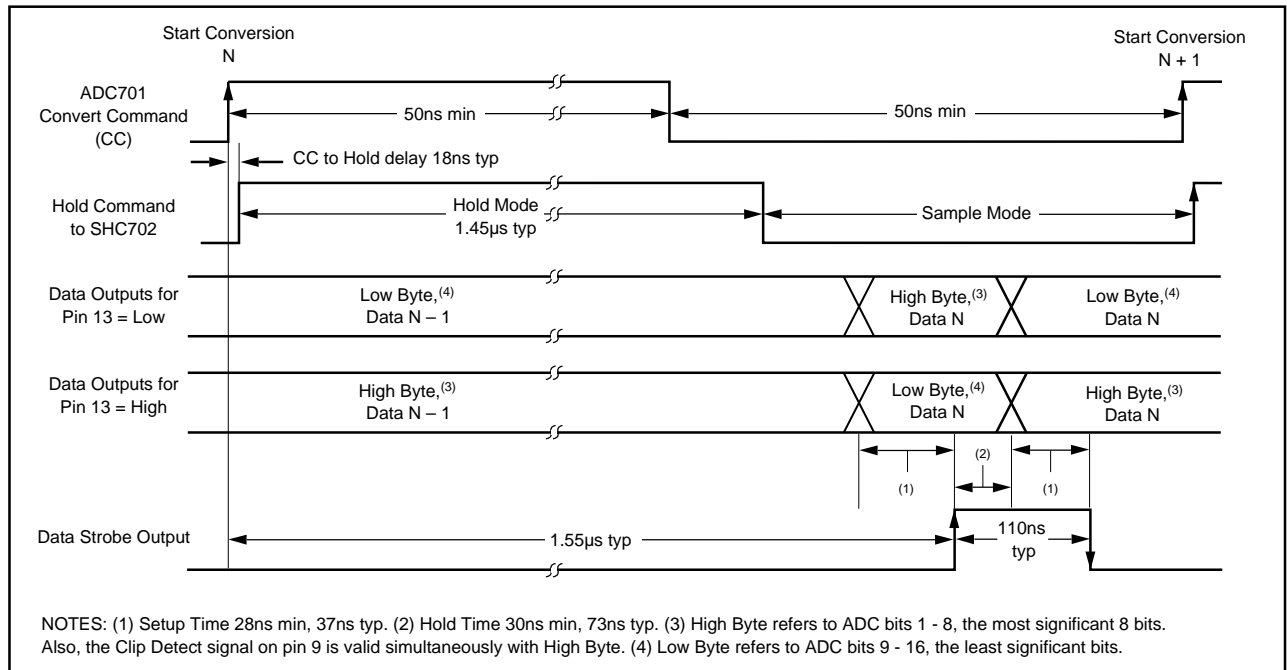 Start Conversion
N
Start Conversion
N + 1
ADC701
Convert Command
(CC)
50ns min
50ns min
CC to Hold delay 18ns typ
Hold Command
to SHC702
Hold Mode
1.45µs typ
Sample Mode
Data Outputs for
Pin 13 = Low
Low Byte,(4)
Data N – 1
High Byte,(3)
Data N
Low Byte,(4)
Data N
Data Outputs for
Pin 13 = High
High Byte,(3)
Data N – 1
Low Byte,(4)
Data N
High Byte,(3)
Data N
(1)
(2)
(1)
Data Strobe Output
1.55µs typ
110ns
typ
NOTES: (1) Setup Time 28ns min, 37ns typ. (2) Hold Time 30ns min, 73ns typ. (3) High Byte refers to ADC bits 1 - 8, the most significant 8 bits.
Also, the Clip Detect signal on pin 9 is valid simultaneously with High Byte. (4) Low Byte refers to ADC bits 9 - 16, the least significant bits.